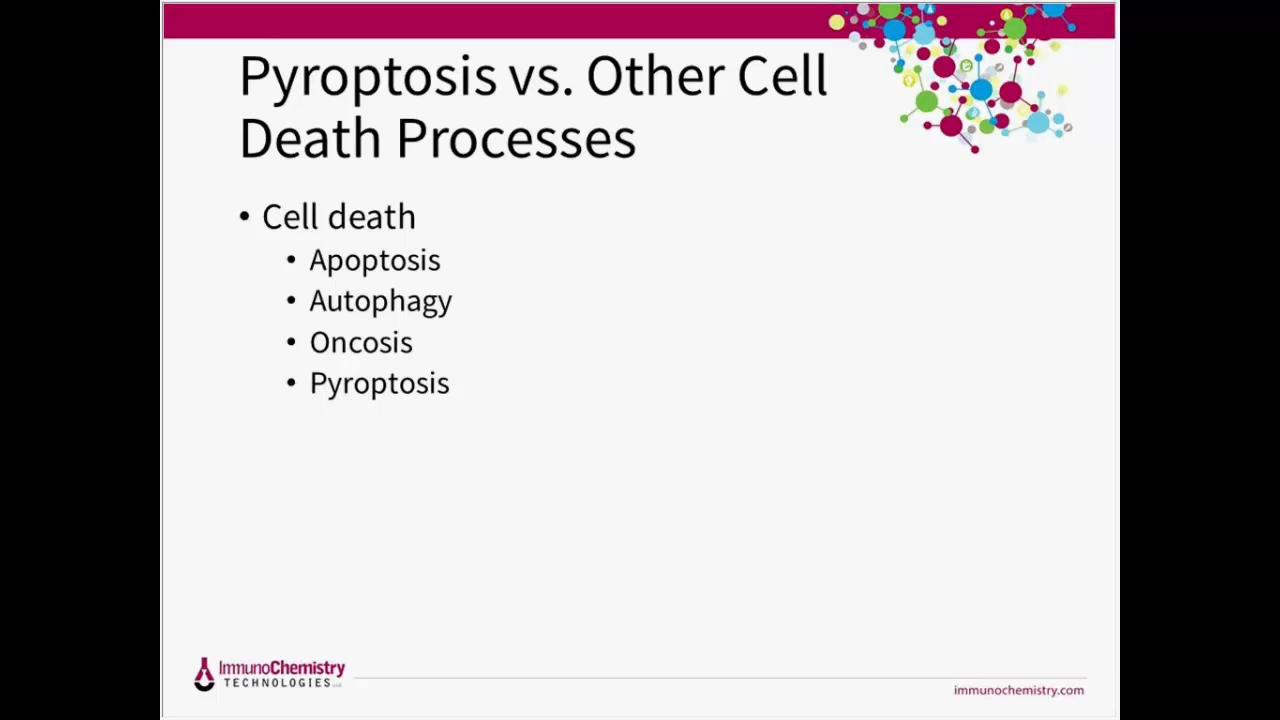 Pyroptosis vs. Other Cell
Death Processes
• Cell death
• Apoptosis
• Autophagy
• Oncosis
• Pyroptosis
ImmunoChemistry
TECHNOLOGIES
immunochemistry.com